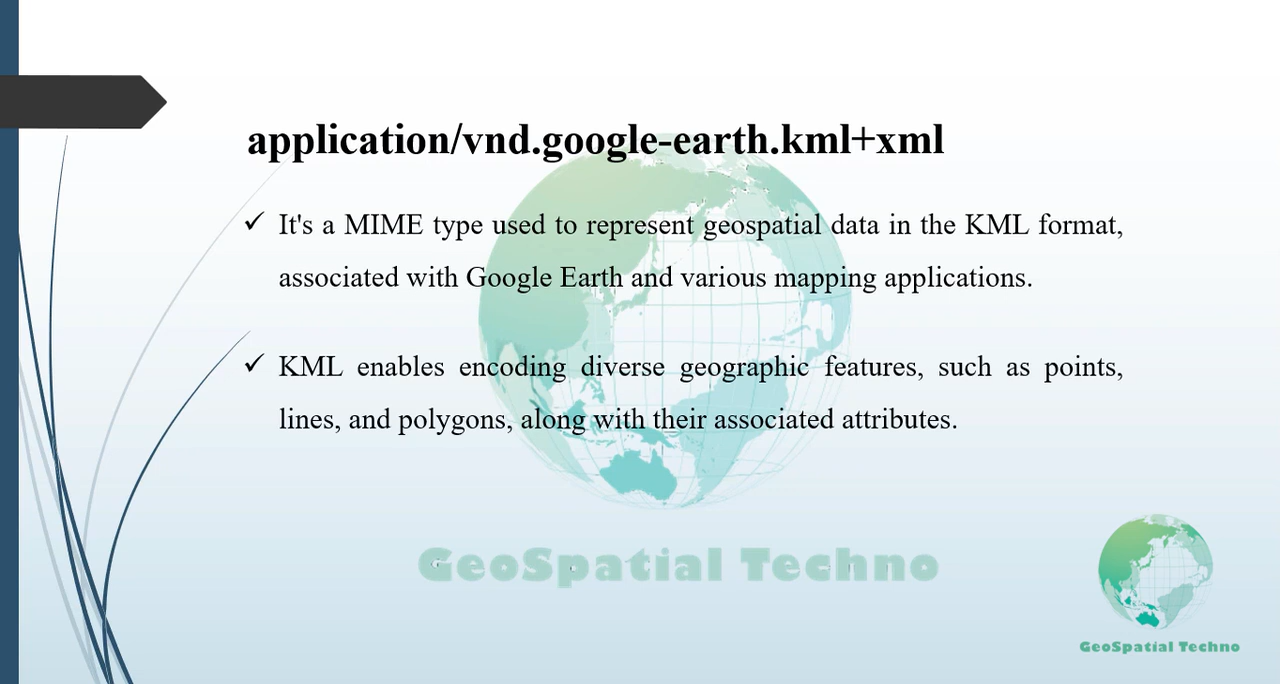 application/vnd.google-earth.kml+xml
✓ It's a MIME type used to represent geospatial data in the KML format,
associated with Google Earth and various mapping applications.
✓ KML enables encoding diverse geographic features, such as points,
lines, and polygons, along with their associated attributes.
GeoSpatial Techno
GeoSpatial Techno